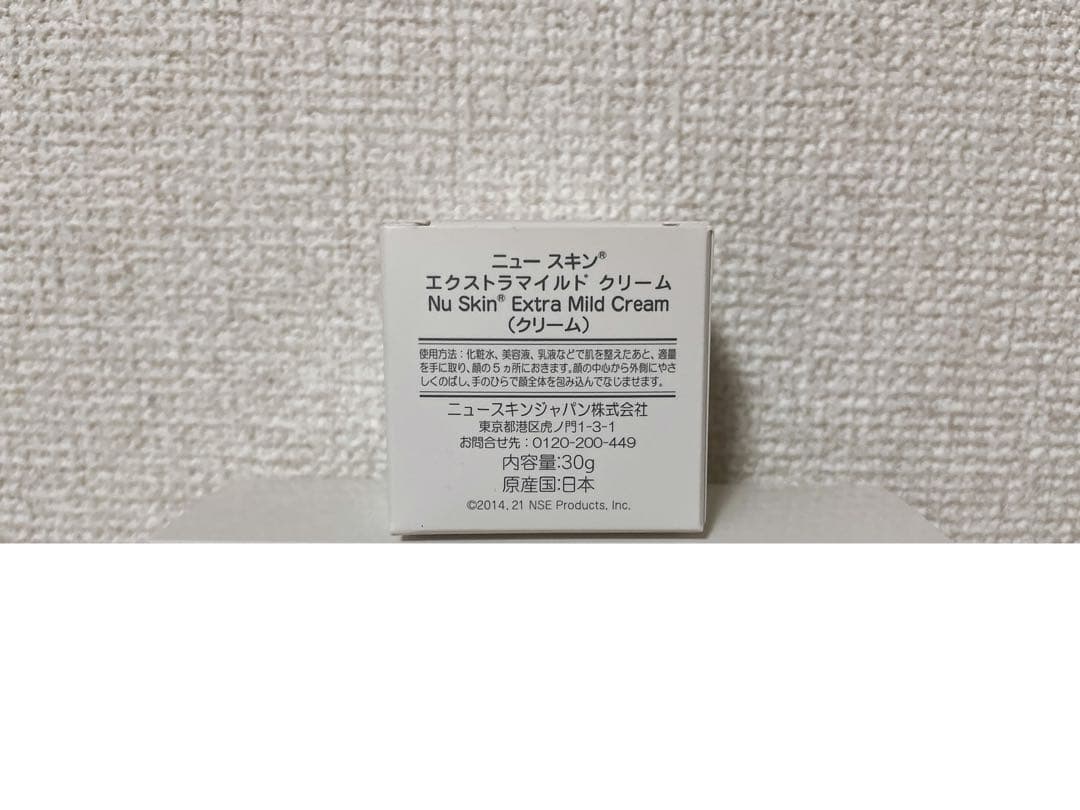 ニュー スキン®
エクストラマイルド* クリーム
Nu Skin® Extra Mild Cream
（クリーム）
使用方法：化粧水、美容液、乳液などで肌を整えたあと、適量
を手に取り、顔の５ヵ所におきます。顔の中心から外側にやさ
しくのばし、手のひらで顔全体を包み込んでなじませます。
ニュースキンジャパン株式会社
東京都港区虎ノ門1-3-1
お問合せ先：0120-200-449
内容量:30g
原産国:日本
©2014, 21 NSE Products, Inc.